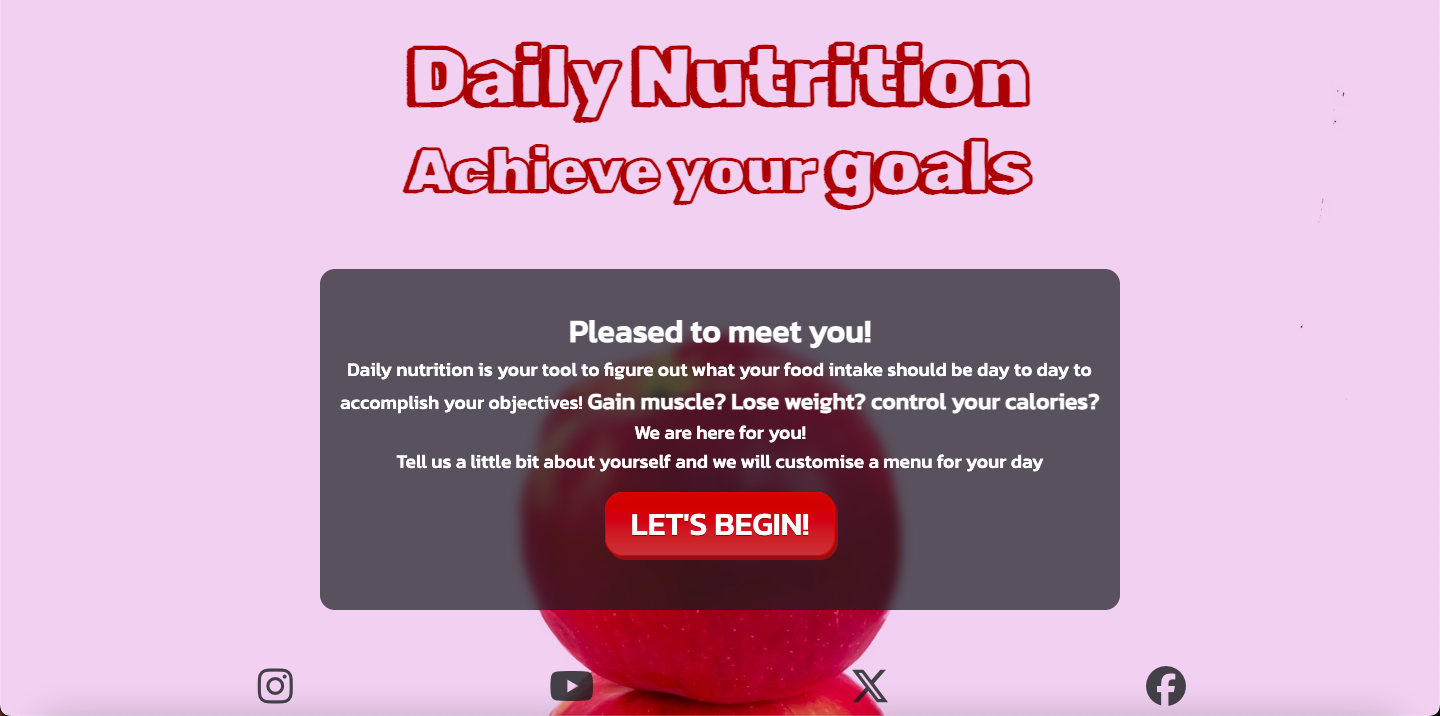 Daily Nutrition
Achieve your goals
Pleased to meet you!
Daily nutrition is your tool to figure out what your food intake should be day to day to
accomplish your objectives! Gain muscle? Lose weight? control your calories?
We are here for you!
Tell us a little bit about yourself and we will customise a menu for your day
LET'S BEGIN!